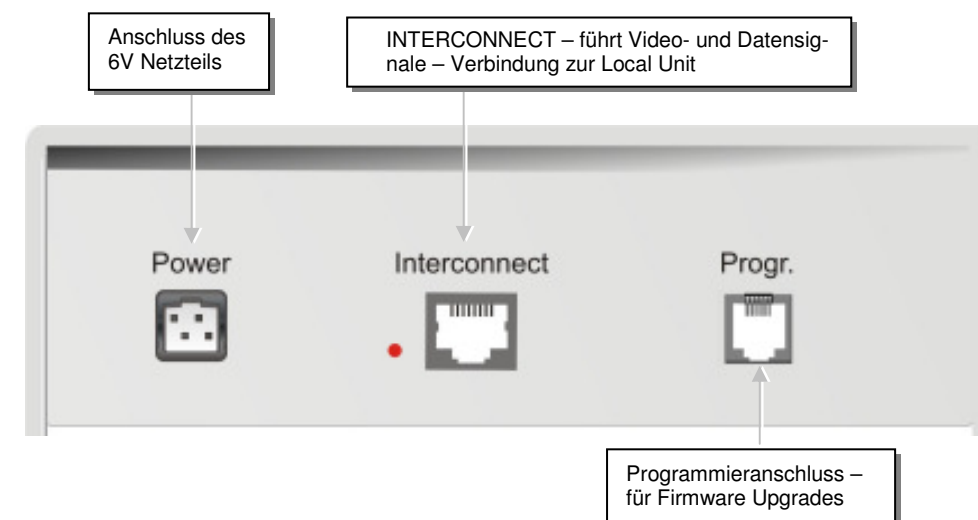 Anschluss des
6V Netzteils
INTERCONNECT – führt Video- und Datensig-
nale – Verbindung zur Local Unit
Power
Interconnect
Progr.
Programmieranschluss –
für Firmware Upgrades